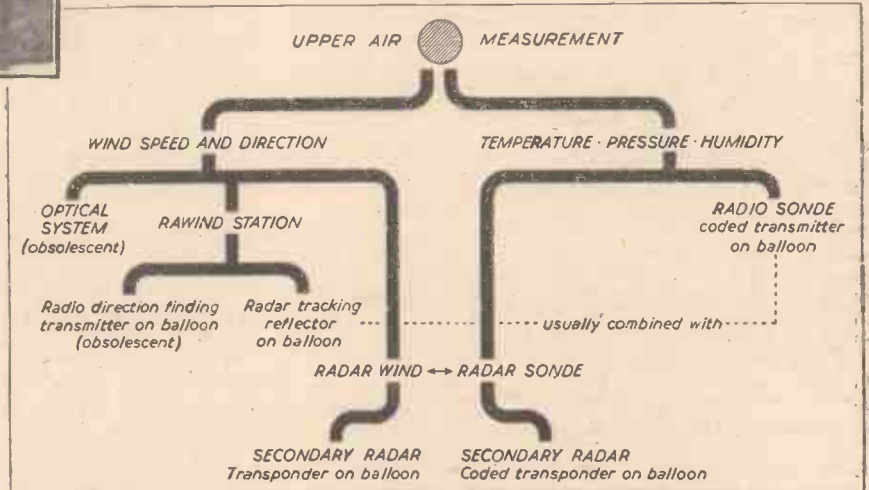 UPPER AIR MEASUREMENT
WIND SPEED AND DIRECTION
TEMPERATURE · PRESSURE · HUMIDITY
OPTICAL
SYSTEM
(obsolescent)
RAWIND STATION
RADIO SONDE
coded transmitter
on balloon
Radio direction finding
transmitter on balloon
(obsolescent)
Radar tracking
reflector
on balloon
usually combined with
RADAR WIND ↔ RADAR SONDE
SECONDARY RADAR
Transponder on balloon
SECONDARY RADAR
Coded transponder on balloon